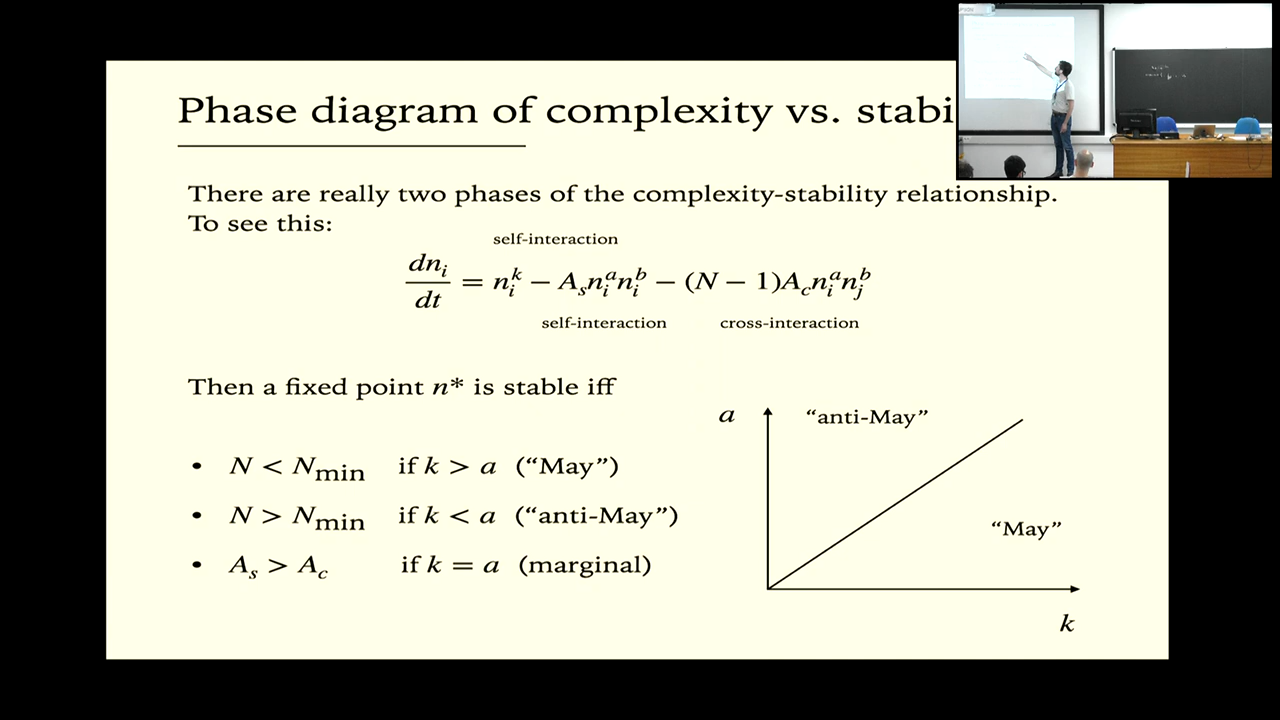 Phase diagram of complexity vs. stabi
There are really two phases of the complexity-stability relationship.
To see this:
self-interaction
dn_i/dt = n_i^k − A_s n_i^a n_i^b − (N − 1)A_c n_i^a n_j^b
self-interaction cross-interaction
Then a fixed point n* is stable iff
• N < N_min if k > a (“May”)
• N > N_min if k < a (“anti-May”)
• A_s > A_c if k = a (marginal)
a
“anti-May”
“May”
k